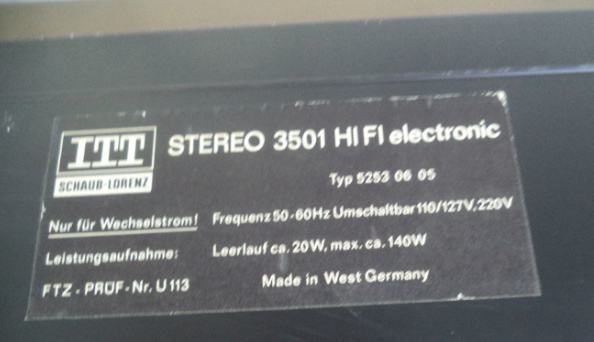 ITT
SCHAUB-LORENZ
STEREO 3501 HI FI electronic
Typ 5253 06 05
Nur für Wechselstrom! Frequenz 50-60Hz Umschaltbar 110/127V, 220V
Leistungsaufnahme: Leerlauf ca. 20W, max. ca. 140W
FTZ - PRÜF-Nr. U 113 Made in West Germany